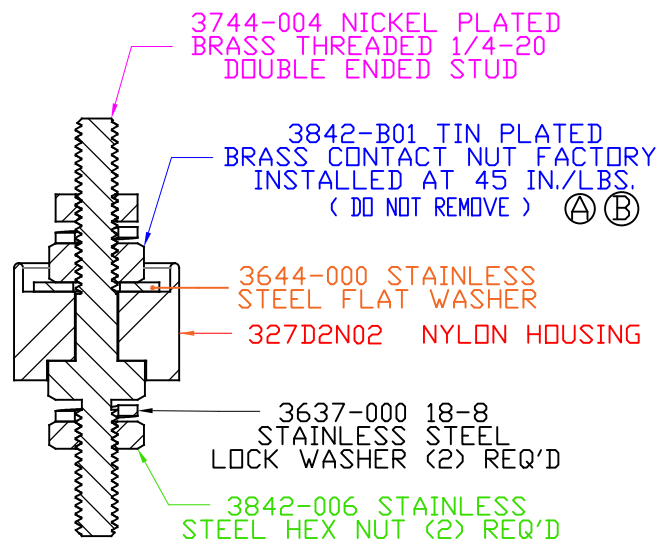 3744-004 NICKEL PLATED
BRASS THREADED 1/4-20
DOUBLE ENDED STUD
3842-B01 TIN PLATED
BRASS CONTACT NUT FACTORY
INSTALLED AT 45 IN./LBS.
( DO NOT REMOVE ) A B
3644-000 STAINLESS
STEEL FLAT WASHER
327D2N02 NYLON HOUSING
3637-000 18-8
STAINLESS STEEL
LOCK WASHER (2) REQ'D
3842-006 STAINLESS
STEEL HEX NUT (2) REQ'D